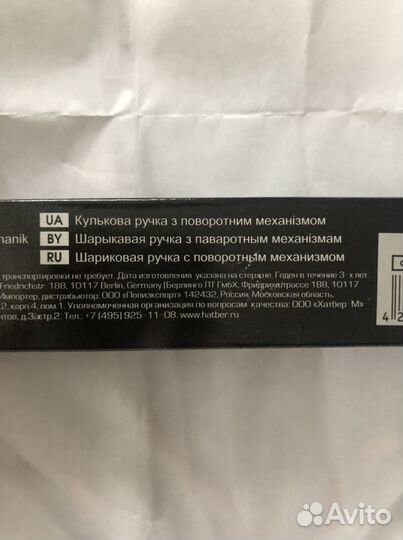 UA Кулькова ручка з поворотним механізмом
hanik BY Шарыкавая ручка з паваротным механізмам
RU Шариковая ручка с поворотным механизмом
транспортировки не требует. Дата изготовления указана на стержне. Годен в течение 3-х лет.
Friedrichstr. 188, 10117 Berlin, Germany (Берлинго ЛТ ГмбХ, Фридрихштрассе 188, 10117
Импортер, дистрибьютор: ООО «Полиэкспорт» 142432, Россия, Московская область,
.2, корп.4, пом.1. Уполномоченная организация по вопросам качества: ООО «Хатбер М»
ентов, д.3, стр.2. Тел.: +7 (495) 925-11-08. www.hatber.ru
Avito